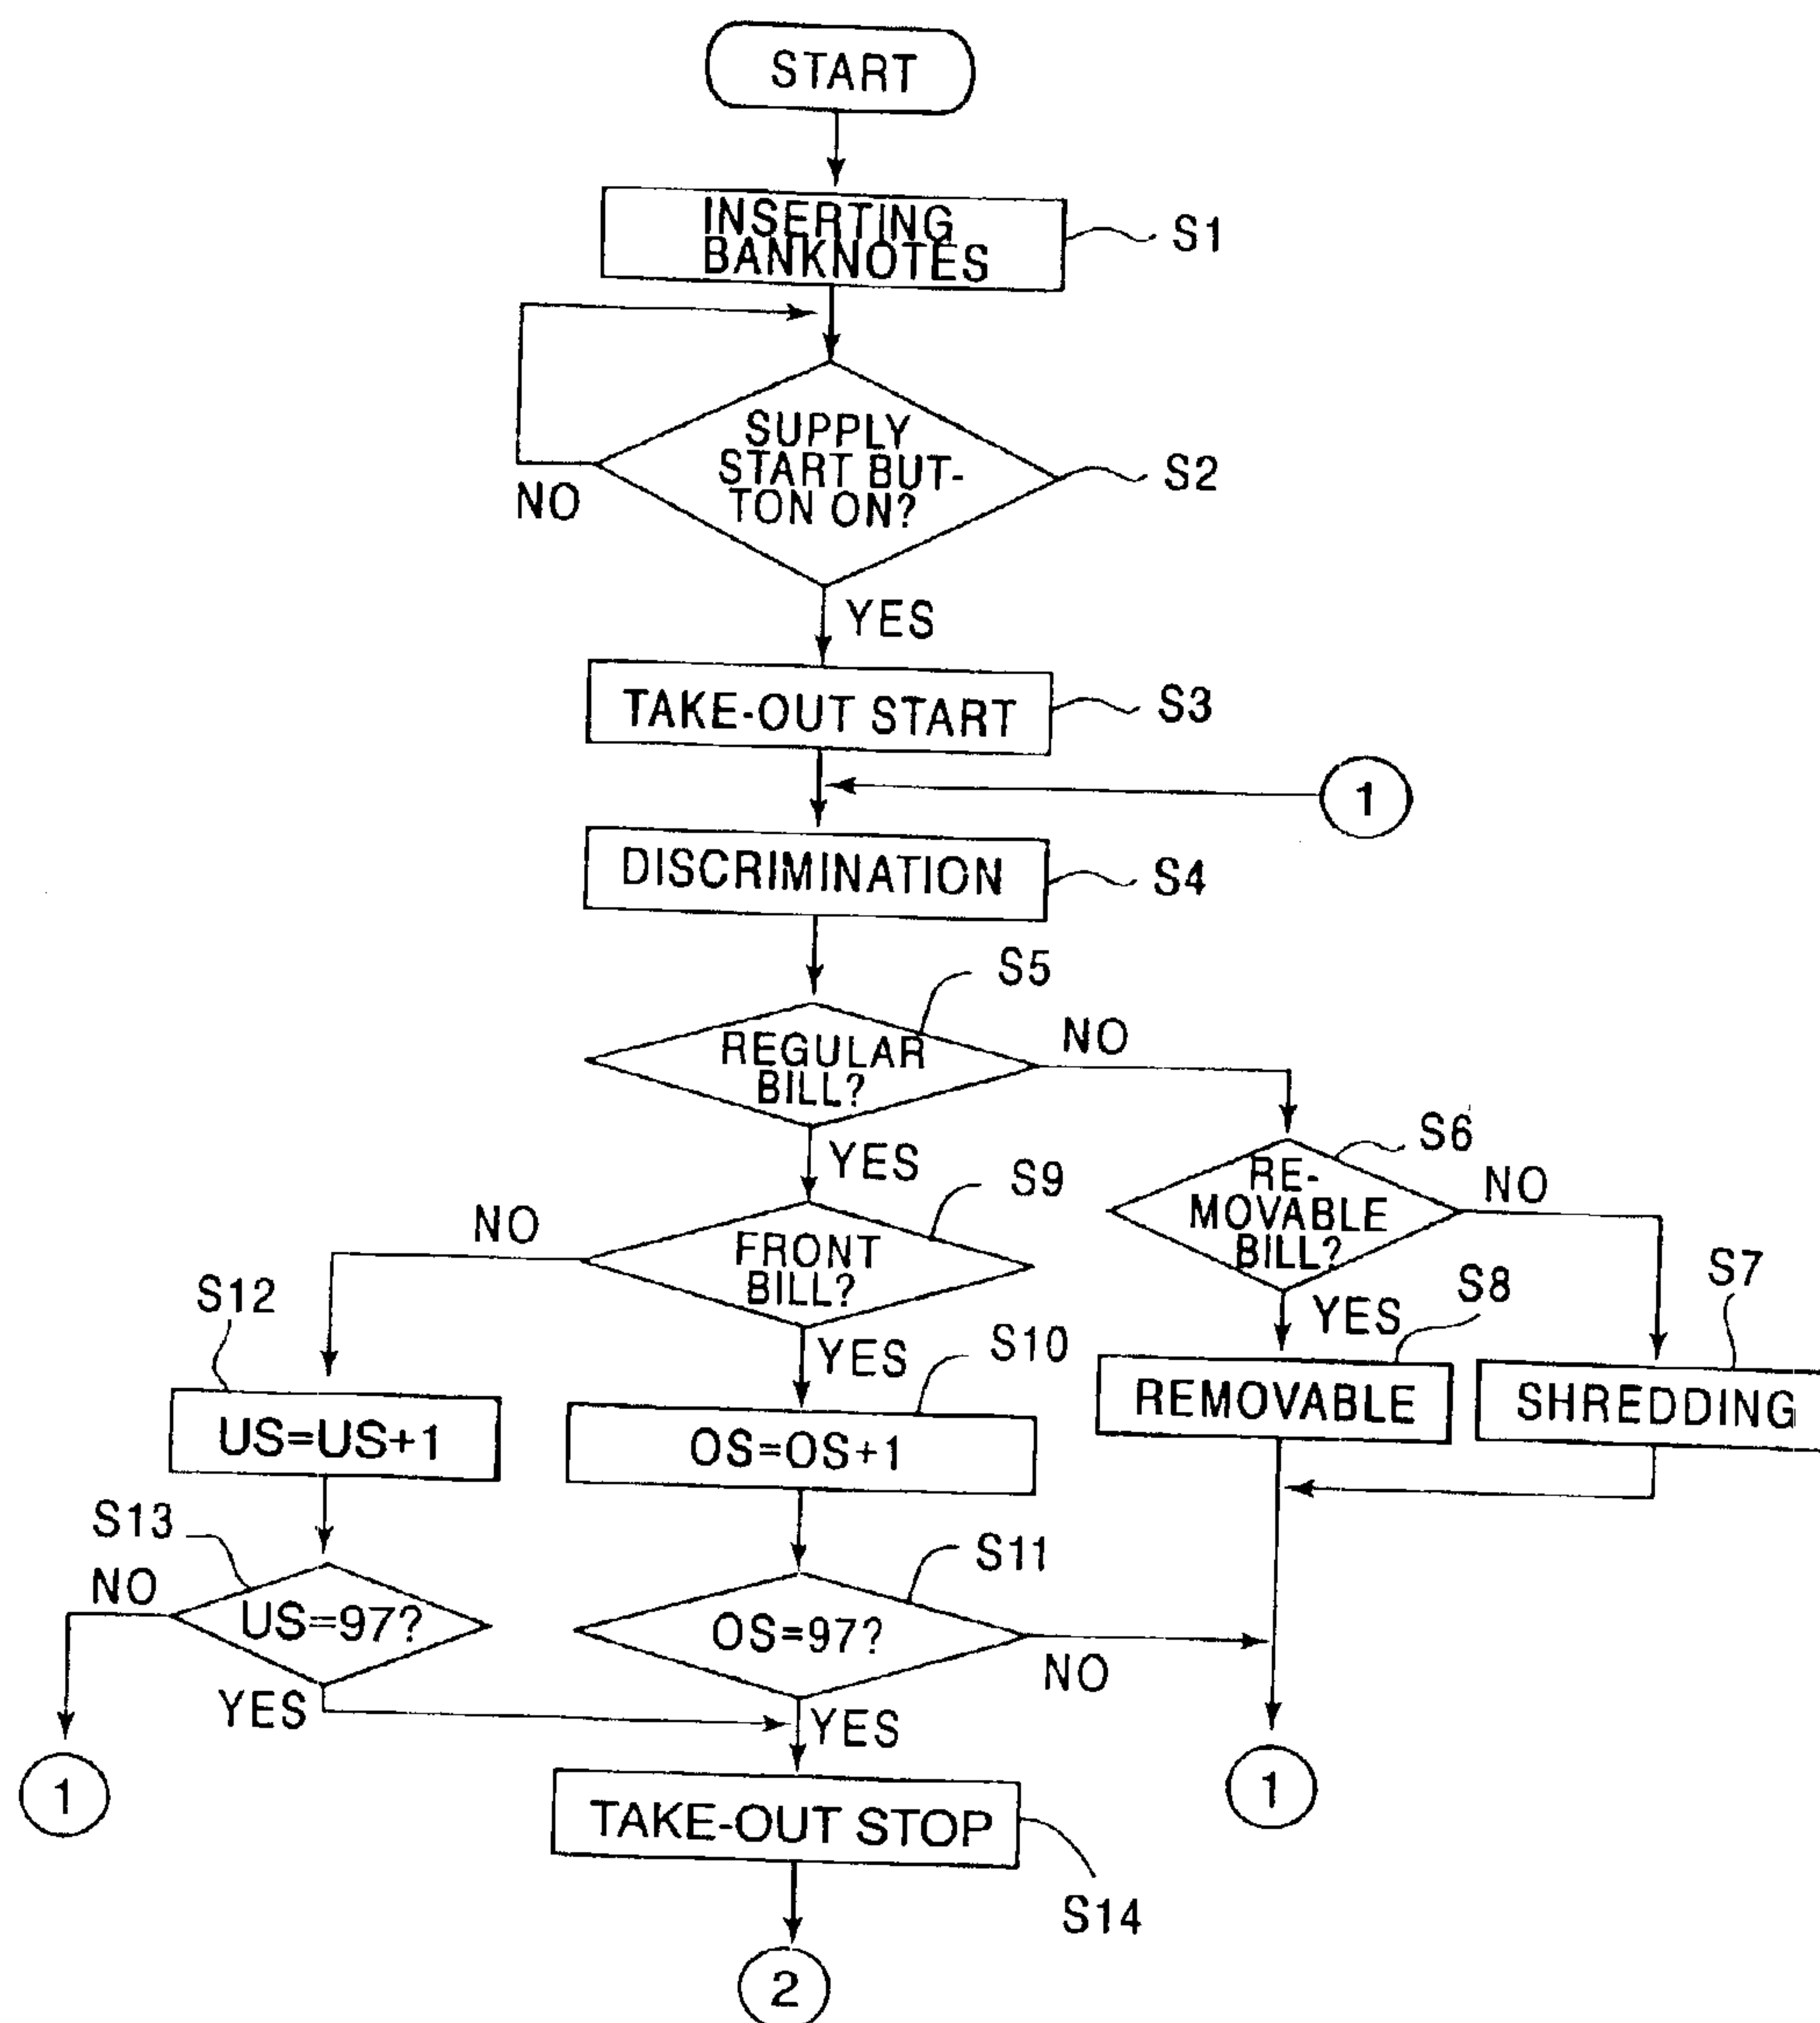 START
INSERTING
BANKNOTES
S1
SUPPLY
START BUT-
TON ON?
S2
NO
YES
TAKE-OUT START
S3
1
DISCRIMINATION
S4
S5
REGULAR
BILL?
NO
YES
S6
RE-
MOVABLE
BILL?
NO
S9
NO
FRONT
BILL?
S7
S8
YES
S12
YES
S10
REMOVABLE
SHREDDING
US=US+1
OS=OS+1
S13
S11
NO
US=97?
OS=97?
NO
YES
YES
1
1
TAKE-OUT STOP
S14
2